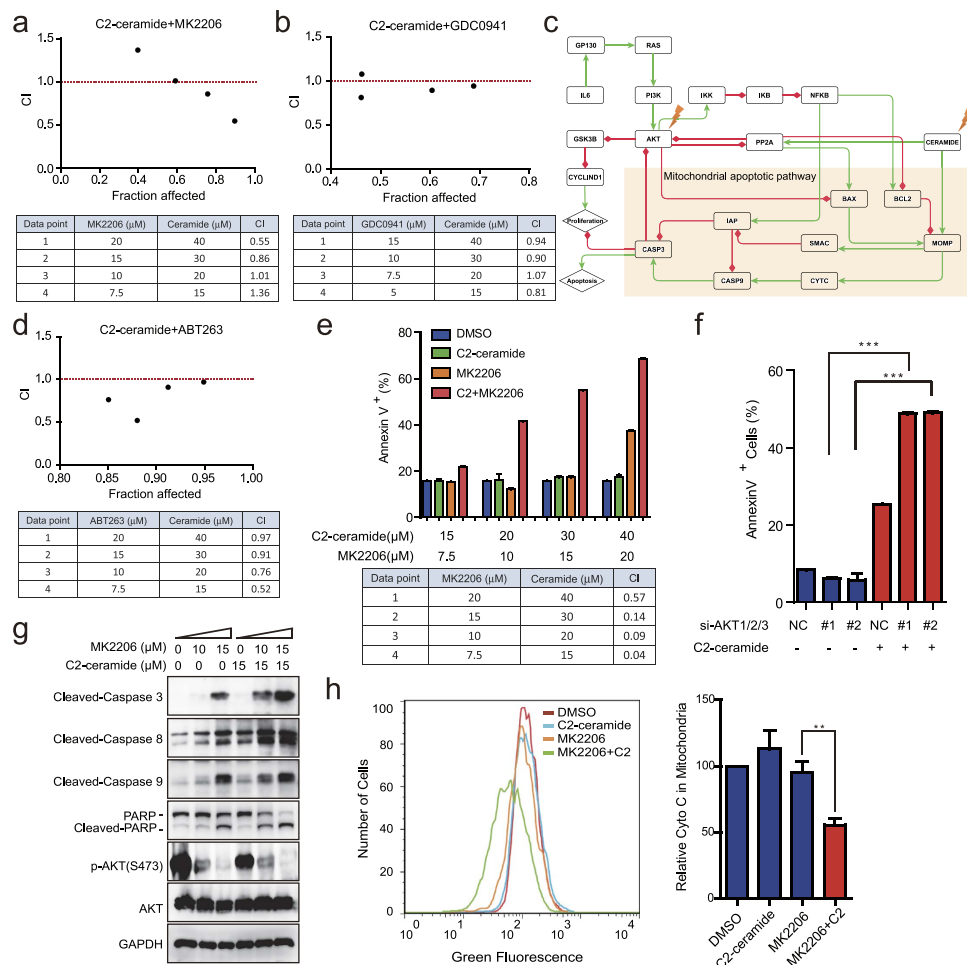 a
C2-ceramide+MK2206
CI
1.5
1.0
0.5
0.0
0.0 0.2 0.4 0.6 0.8 1.0
Fraction affected
Data point MK2206 (μM) Ceramide (μM) CI
1 20 40 0.55
2 15 30 0.86
3 10 20 1.01
4 7.5 15 1.36
b
C2-ceramide+GDC0941
CI
1.5
1.0
0.5
0.0
0.4 0.5 0.6 0.7 0.8
Fraction affected
Data point GDC0941 (μM) Ceramide (μM) CI
1 15 40 0.94
2 10 30 0.90
3 7.5 20 1.07
4 5 15 0.81
c
GP130 RAS
IL6 PI3K IKK IKB NFKB
GSK3B AKT PP2A CERAMIDE
CYCLIND1
Mitochondrial apoptotic pathway
BAX BCL2
Proliferation IAP
CASP3 SMAC MOMP
Apoptosis CASP9 CYTC
d
C2-ceramide+ABT263
CI
1.5
1.0
0.5
0.0
0.80 0.85 0.90 0.95 1.00
Fraction affected
Data point ABT263 (μM) Ceramide (μM) CI
1 20 40 0.97
2 15 30 0.91
3 10 20 0.76
4 7.5 15 0.52
e
Annexin V + (%)
80
60
40
20
0
DMSO
C2-ceramide
MK2206
C2+MKK2206
C2-ceramide(μM) 15 20 30 40
MK2206(μM) 7.5 10 15 20
Data point MK2206 (μM) Ceramide (μM) CI
1 20 40 0.57
2 15 30 0.14
3 10 20 0.09
4 7.5 15 0.04
f
AnnexinV + Cells (%)
60
40
20
0
***
***
si-AKT1/2/3 NC #1 #2 NC #1 #2
C2-ceramide - - - + + +
g
MK2206 (μM) 0 10 15 0 10 15
C2-ceramide (μM) 0 0 0 15 15 15
Cleaved-Caspase 3
Cleaved-Caspase 8
Cleaved-Caspase 9
PARP -
Cleaved-PARP -
p-AKT(S473)
AKT
GAPDH
h
Number of Cells
100
80
60
40
20
0
DMSO
C2-ceramide
MK2206
MK2206+C2
10 0 10 1 10 2 10 3 10 4
Green Fluorescence
Relative Cyto C in Mitochondria
150
100
50
0
**
DMSO
C2-ceramide
MK2206
MK2206+C2